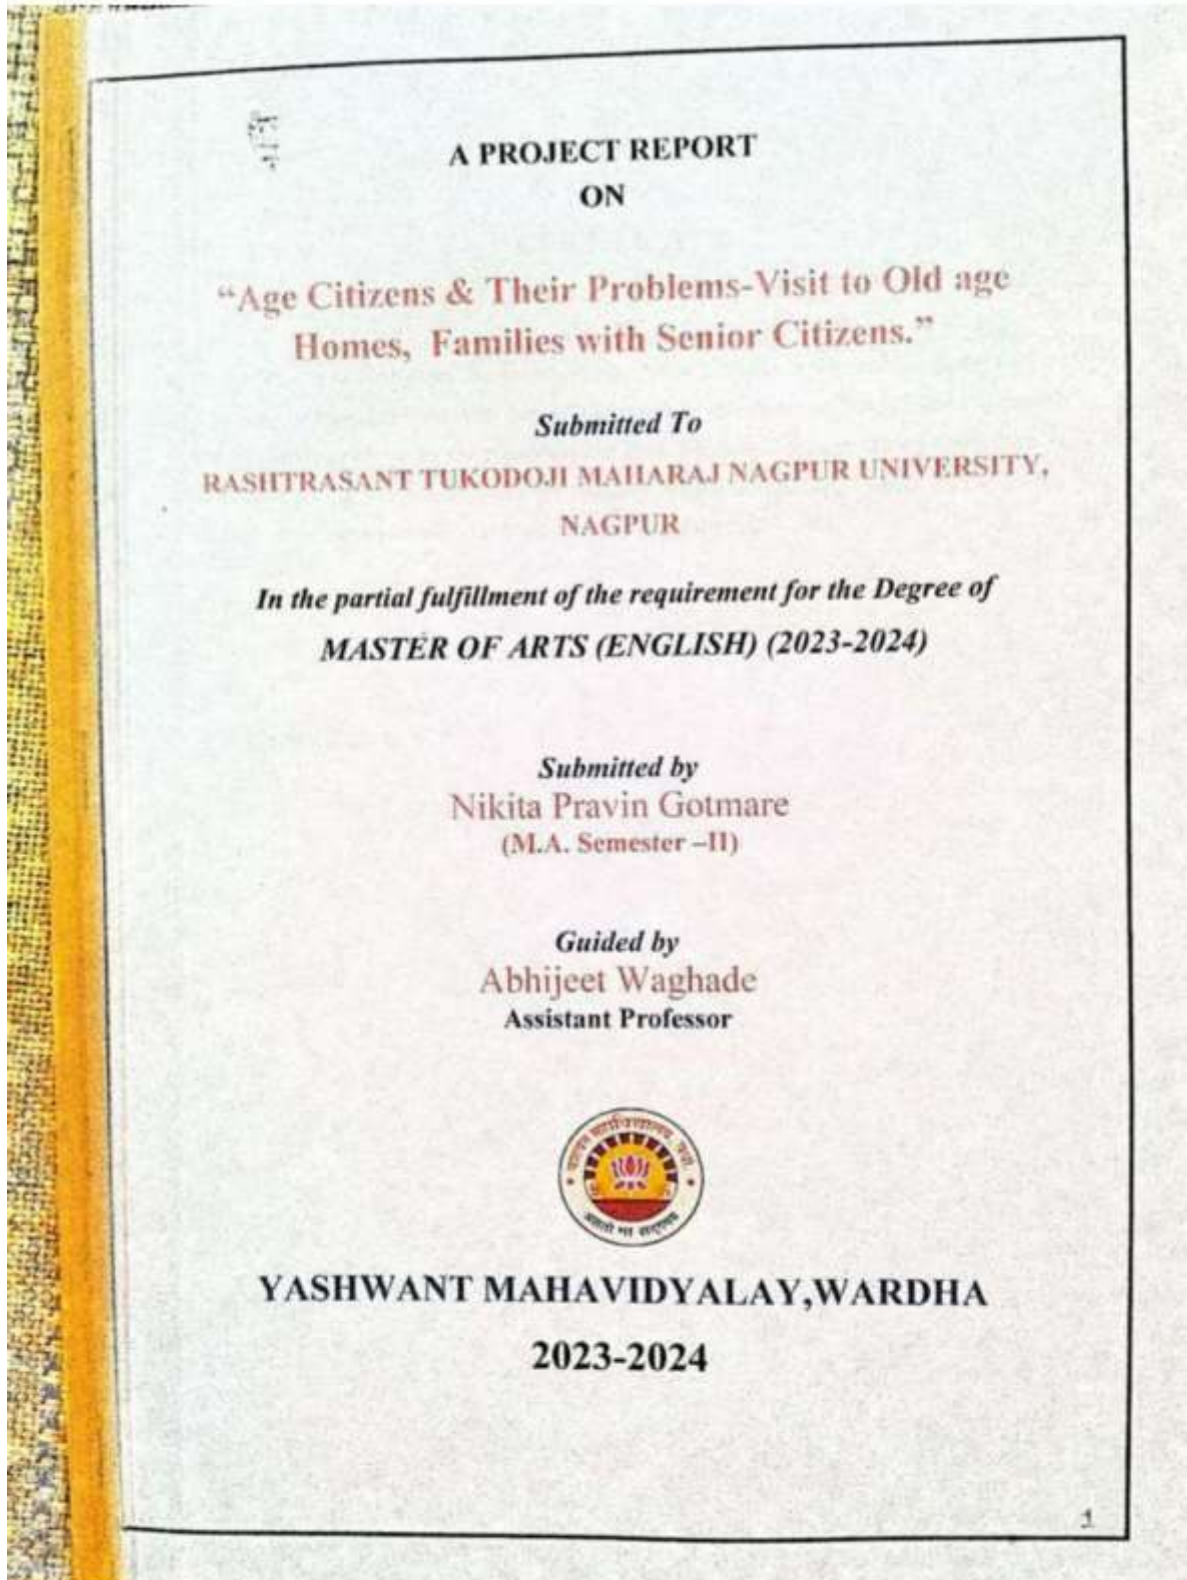 A PROJECT REPORT
ON
“Age Citizens & Their Problems-Visit to Old age
Homes, Families with Senior Citizens.”
Submitted To
RASHTRASANT TUKODOJI MAHARAJ NAGPUR UNIVERSITY,
NAGPUR
In the partial fulfillment of the requirement for the Degree of
MASTER OF ARTS (ENGLISH) (2023-2024)
Submitted by
Nikita Pravin Gotmare
(M.A. Semester –II)
Guided by
Abhijeet Waghade
Assistant Professor
YASHWANT MAHAVIDYALAY,WARDHA
2023-2024
1